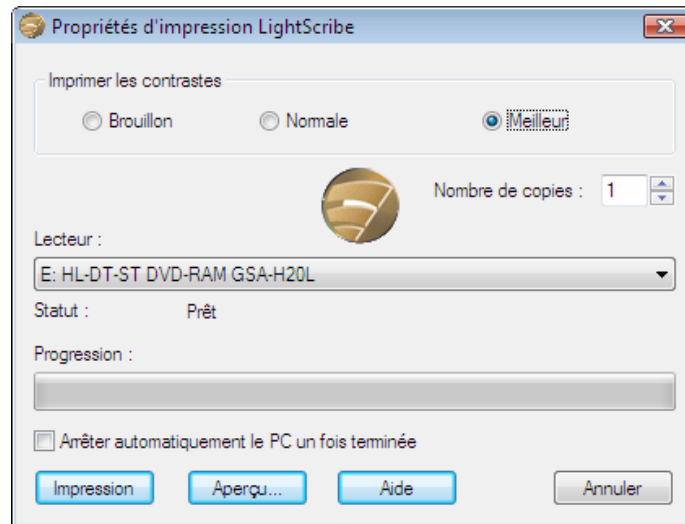 Propriétés d'impression LightScribe
Imprimer les contrastes
Brouillon Normale Meilleur
Nombre de copies : 1
Lecteur :
E: HL-DT-ST DVD-RAM GSA-H20L
Statut : Prêt
Progression :
Arrêter automatiquement le PC un fois terminée
Impression Aperçu... Aide Annuler